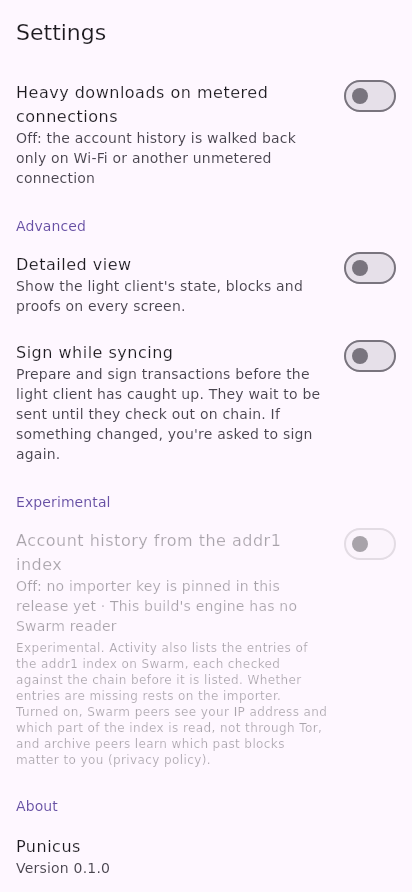 Settings
Heavy downloads on metered
connections
Off: the account history is walked back
only on Wi-Fi or another unmetered
connection
Advanced
Detailed view
Show the light client's state, blocks and
proofs on every screen.
Sign while syncing
Prepare and sign transactions before the
light client has caught up. They wait to be
sent until they check out on chain. If
something changed, you're asked to sign
again.
Experimental
Account history from the addr1
index
Off: no importer key is pinned in this
release yet · This build's engine has no
Swarm reader
Experimental. Activity also lists the entries of
the addr1 index on Swarm, each checked
against the chain before it is listed. Whether
entries are missing rests on the importer.
Turned on, Swarm peers see your IP address and
which part of the index is read, not through Tor,
and archive peers learn which past blocks
matter to you (privacy policy).
About
Punicus
Version 0.1.0